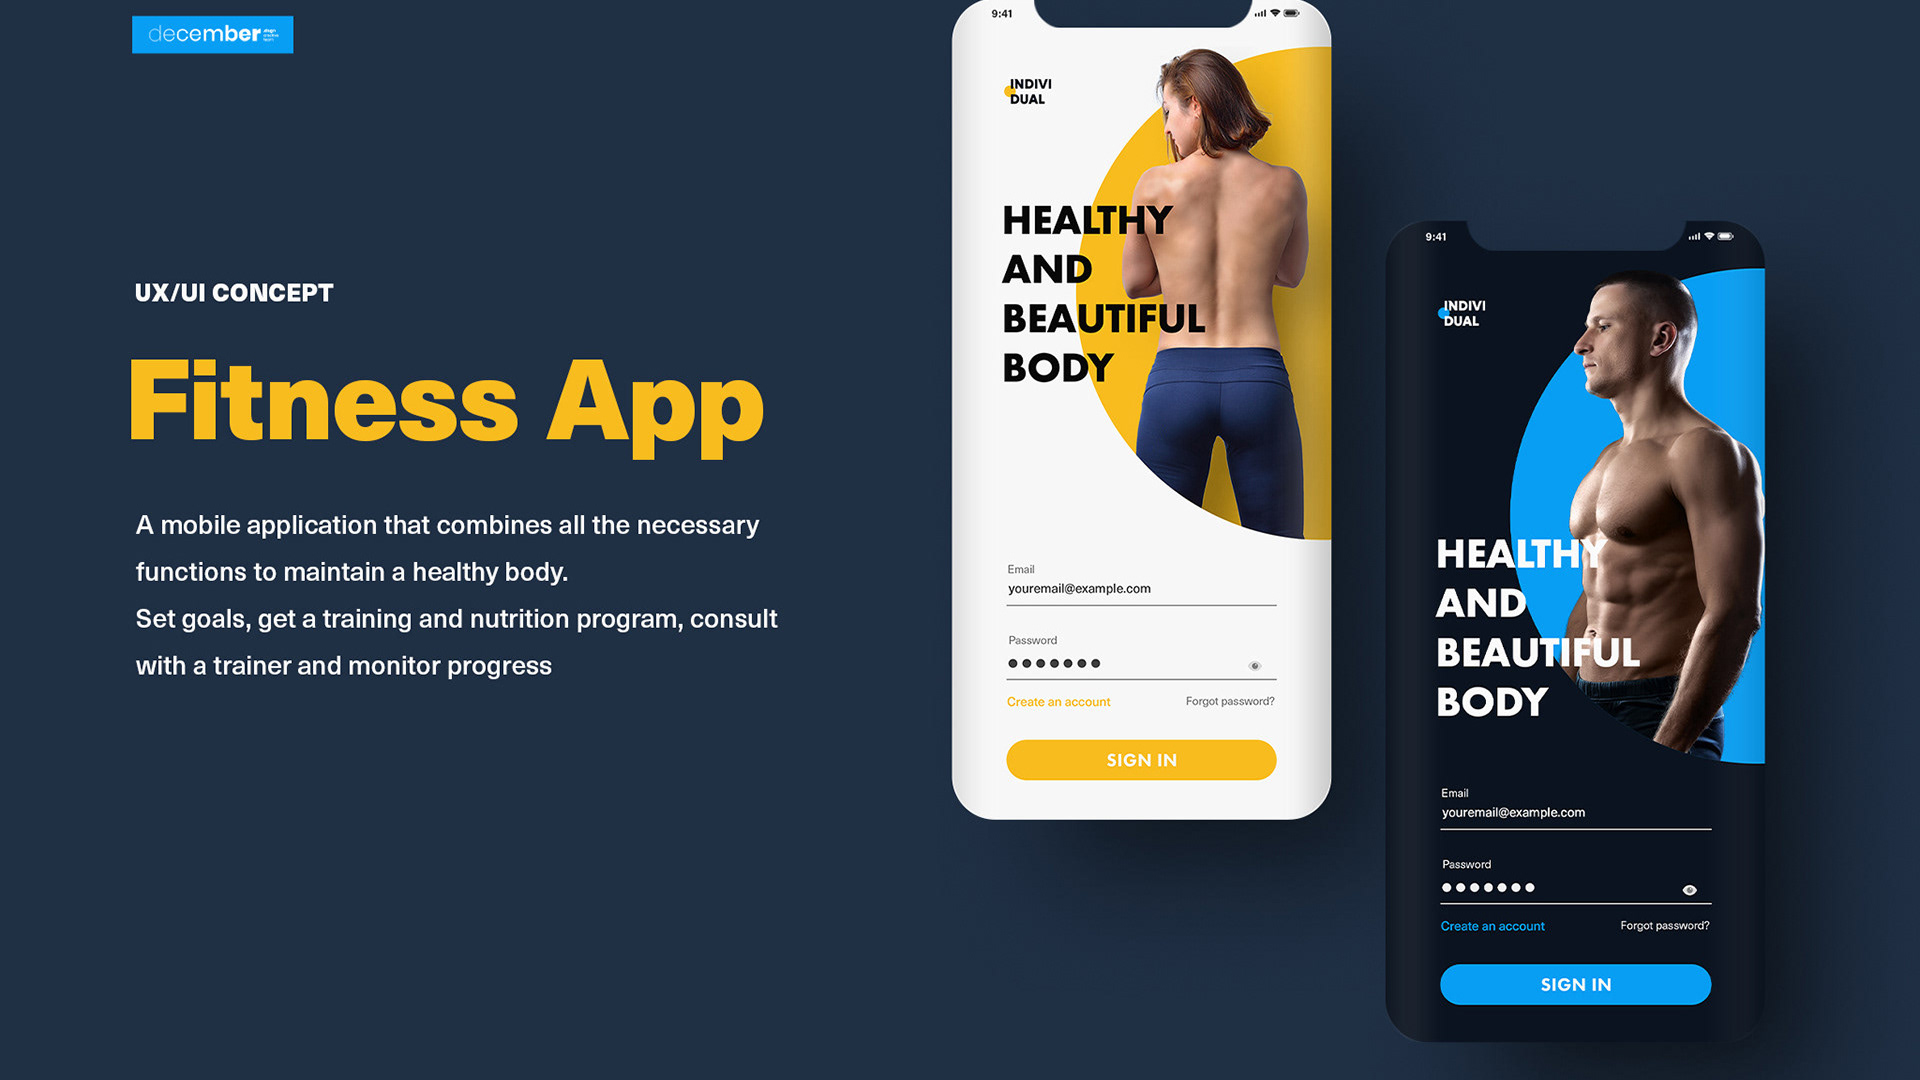 december
UX/UI CONCEPT
Fitness App
A mobile application that combines all the necessary
functions to maintain a healthy body.
Set goals, get a training and nutrition program, consult
with a trainer and monitor progress
9:41
INDIVI
DUAL
HEALTHY
AND
BEAUTIFUL
BODY
Email
youremail@example.com
Password
Create an account
Forgot password?
SIGN IN
9:41
INDIVI
DUAL
HEALTHY
AND
BEAUTIFUL
BODY
Email
youremail@example.com
Password
Create an account
Forgot password?
SIGN IN